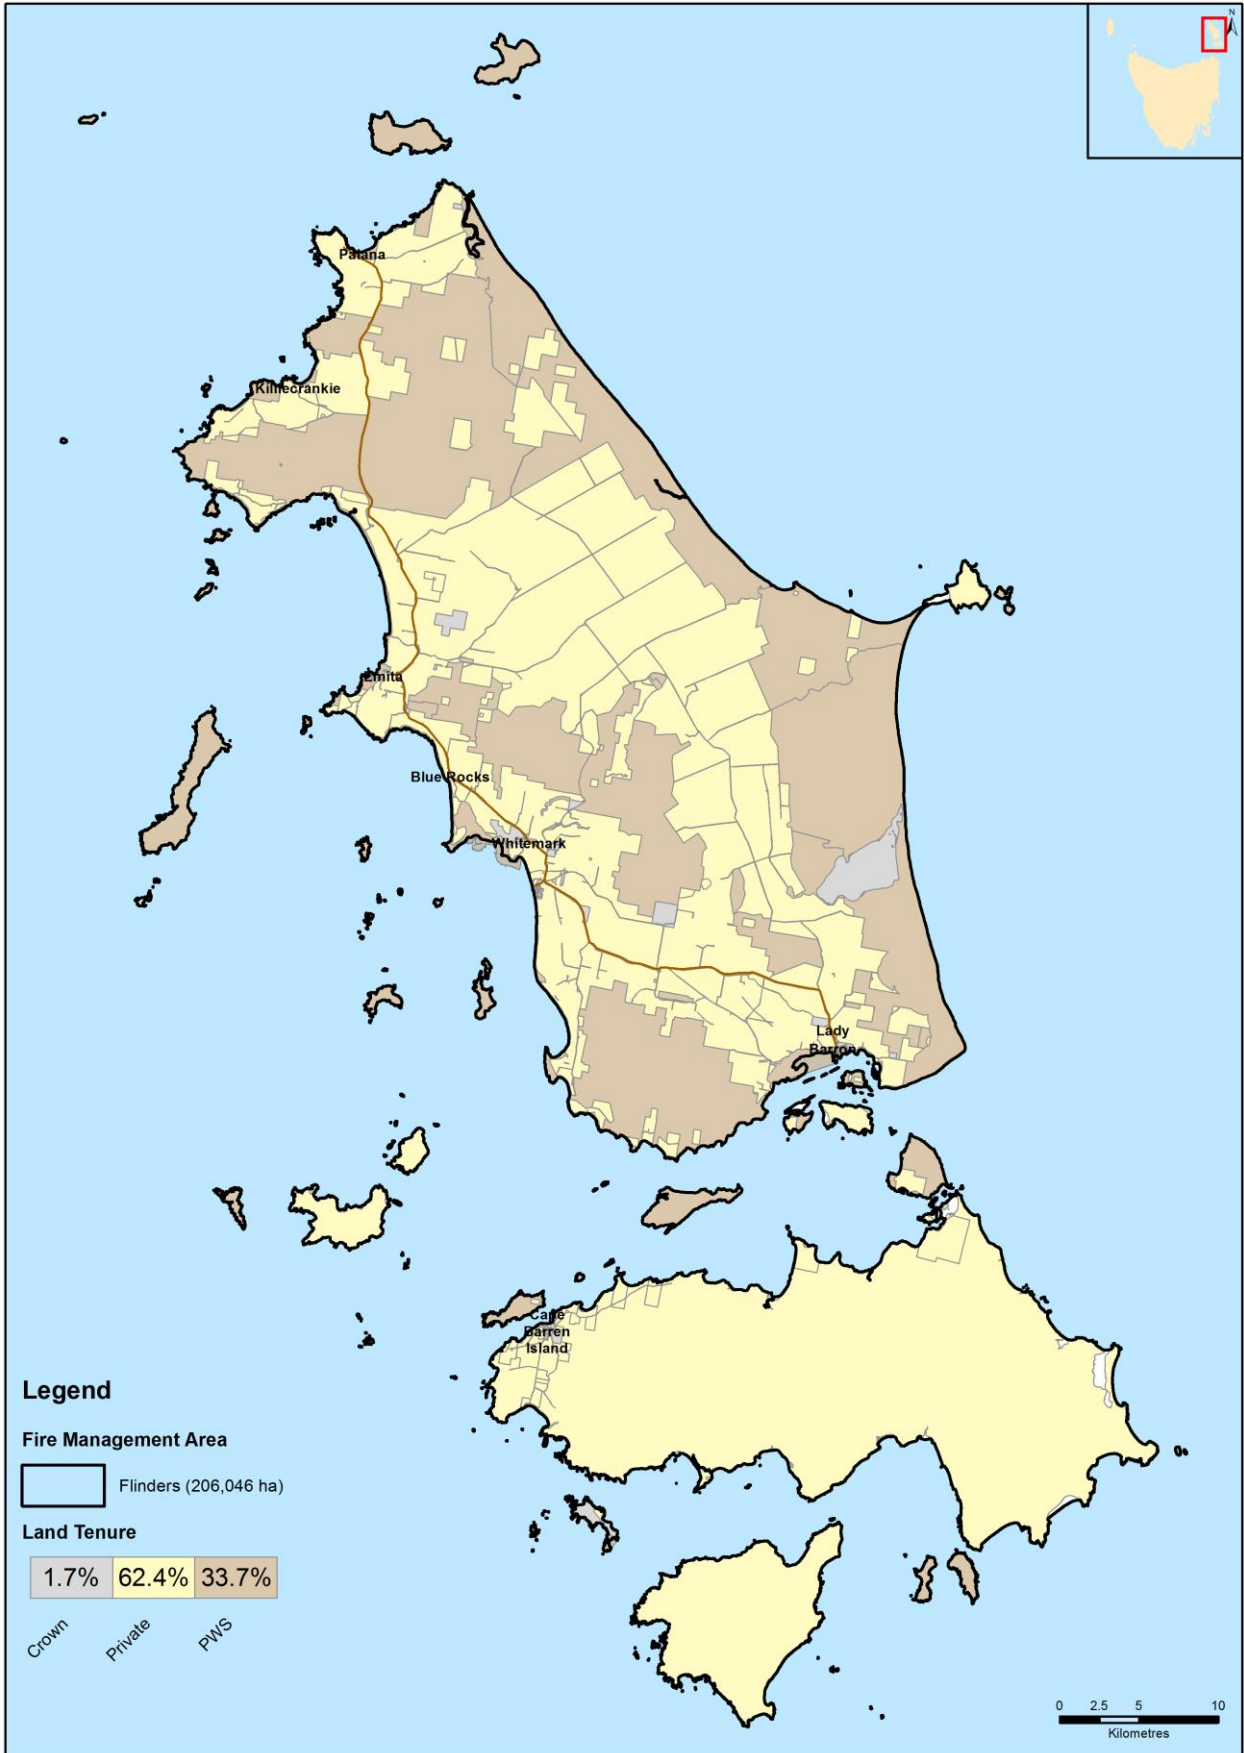 N
Palana
Killiecrankie
Emita
Blue Rocks
Whitemark
Lady
Barron
Cape
Barren
Island
Legend
Fire Management Area
Flinders (206,046 ha)
Land Tenure
1.7% 62.4% 33.7%
Crown Private PWS
0 2.5 5 10
Kilometres